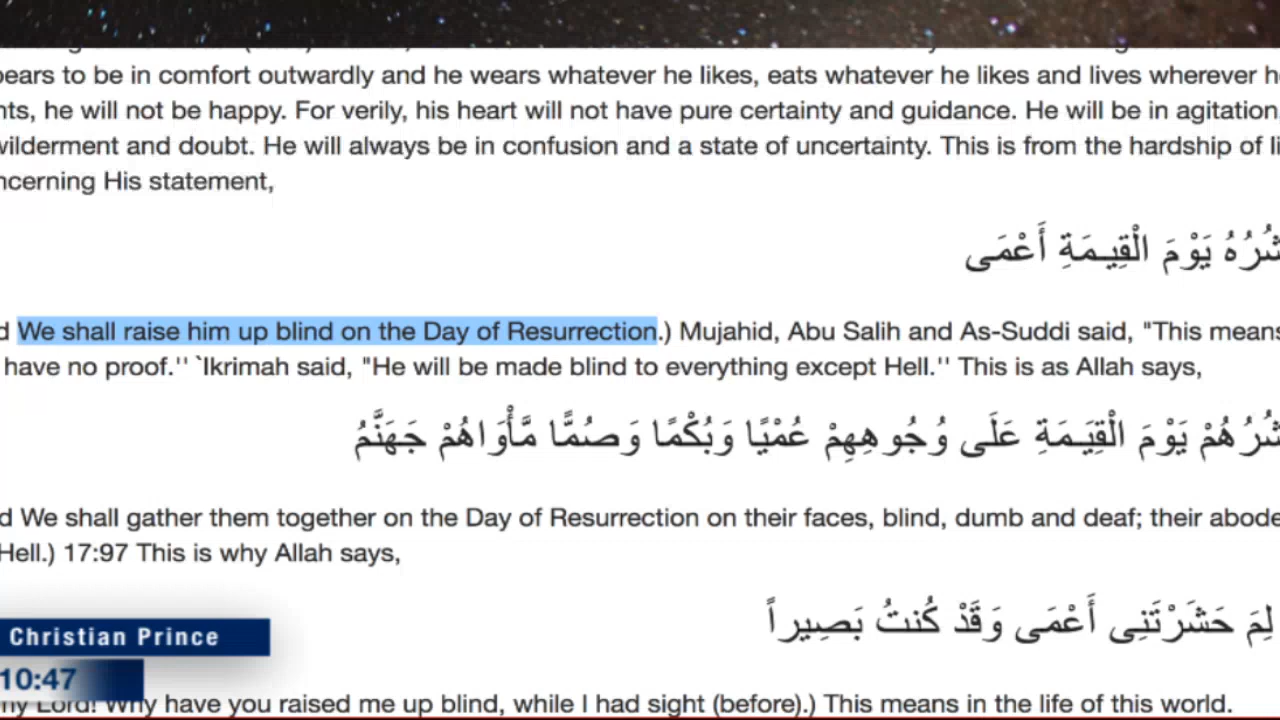 pears to be in comfort outwardly and he wears whatever he likes, eats whatever he likes and lives wherever he
nts, he will not be happy. For verily, his heart will not have pure certainty and guidance. He will be in agitation,
wilderment and doubt. He will always be in confusion and a state of uncertainty. This is from the hardship of li
ncerning His statement,
شُرُهُ يَوْمَ الْقِيـمَةِ أَعْمَى
d We shall raise him up blind on the Day of Resurrection.) Mujahid, Abu Salih and As-Suddi said, "This means
have no proof.'' `Ikrimah said, "He will be made blind to everything except Hell.'' This is as Allah says,
شُرُهُمْ يَوْمَ الْقِيَـمَةِ عَلَى وُجُوهِهِمْ عُمْيًا وَبُكْمًا وَصُمًّا مَّأْوَاهُمْ جَهَنَّمُ
d We shall gather them together on the Day of Resurrection on their faces, blind, dumb and deaf; their abode
Hell.) 17:97 This is why Allah says,
لِمَ حَشَرْتَنِى أَعْمَى وَقَدْ كُنتُ بَصِيراً
Christian Prince
10:47
my Lord! Why have you raised me up blind, while I had sight (before).) This means in the life of this world.